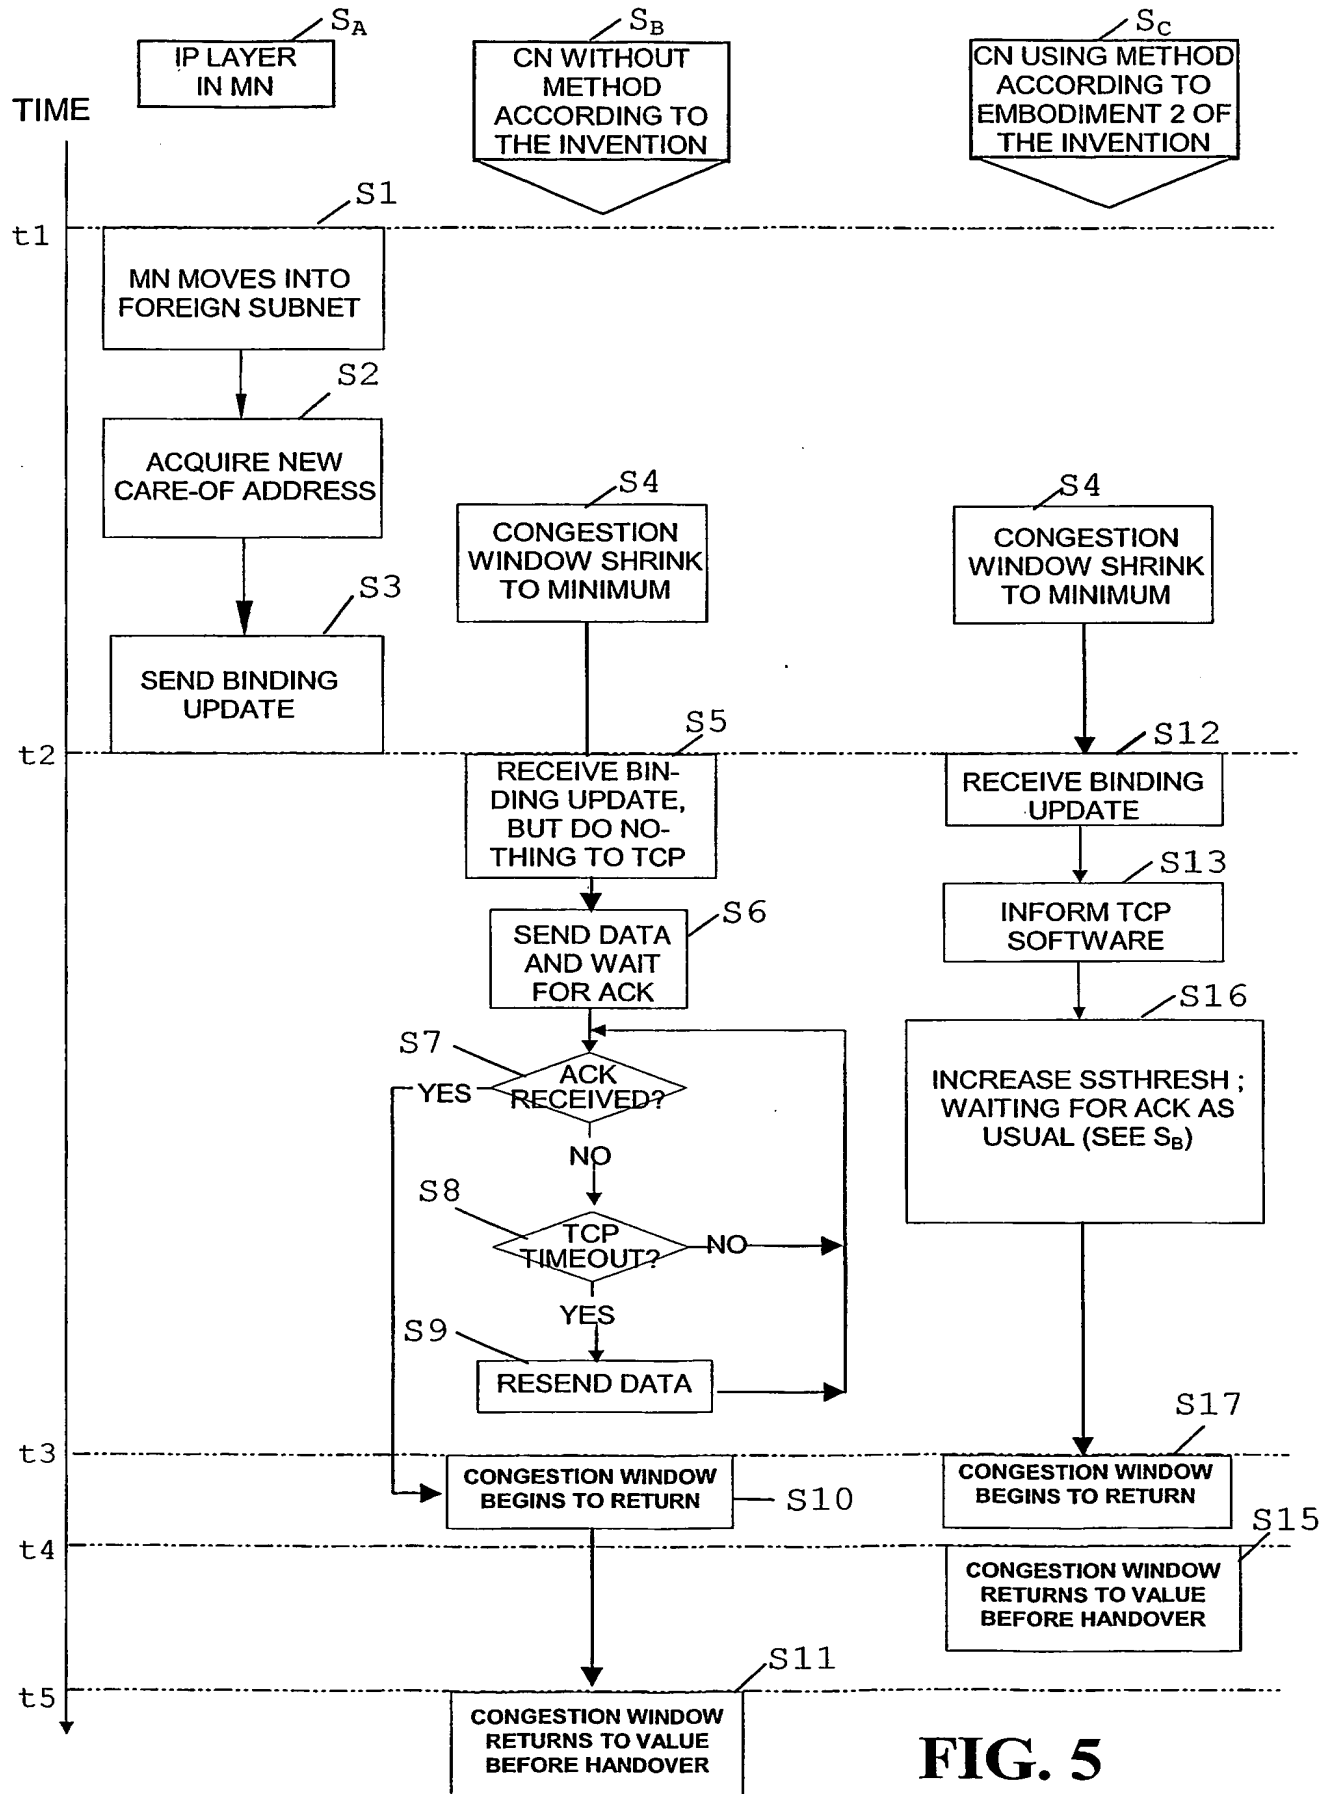 S_A
IP LAYER
IN MN
S_B
CN WITHOUT
METHOD
ACCORDING TO
THE INVENTION
S_C
CN USING METHOD
ACCORDING TO
EMBODIMENT 2 OF
THE INVENTION
TIME
t1
S1
MN MOVES INTO
FOREIGN SUBNET
S2
ACQUIRE NEW
CARE-OF ADDRESS
S3
SEND BINDING
UPDATE
S4
CONGESTION
WINDOW SHRINK
TO MINIMUM
S4
CONGESTION
WINDOW SHRINK
TO MINIMUM
t2
S5
RECEIVE BIN-
DING UPDATE,
BUT DO NO-
THING TO TCP
S12
RECEIVE BINDING
UPDATE
S13
INFORM TCP
SOFTWARE
S6
SEND DATA
AND WAIT
FOR ACK
S16
INCREASE SSTHRESH ;
WAITING FOR ACK AS
USUAL (SEE S_B)
S7
ACK
RECEIVED?
YES
NO
S8
TCP
TIMEOUT?
NO
YES
S9
RESEND DATA
t3
S17
CONGESTION WINDOW
BEGINS TO RETURN
S10
CONGESTION WINDOW
BEGINS TO RETURN
t4
S15
CONGESTION WINDOW
RETURNS TO VALUE
BEFORE HANDOVER
t5
S11
CONGESTION WINDOW
RETURNS TO VALUE
BEFORE HANDOVER
FIG. 5